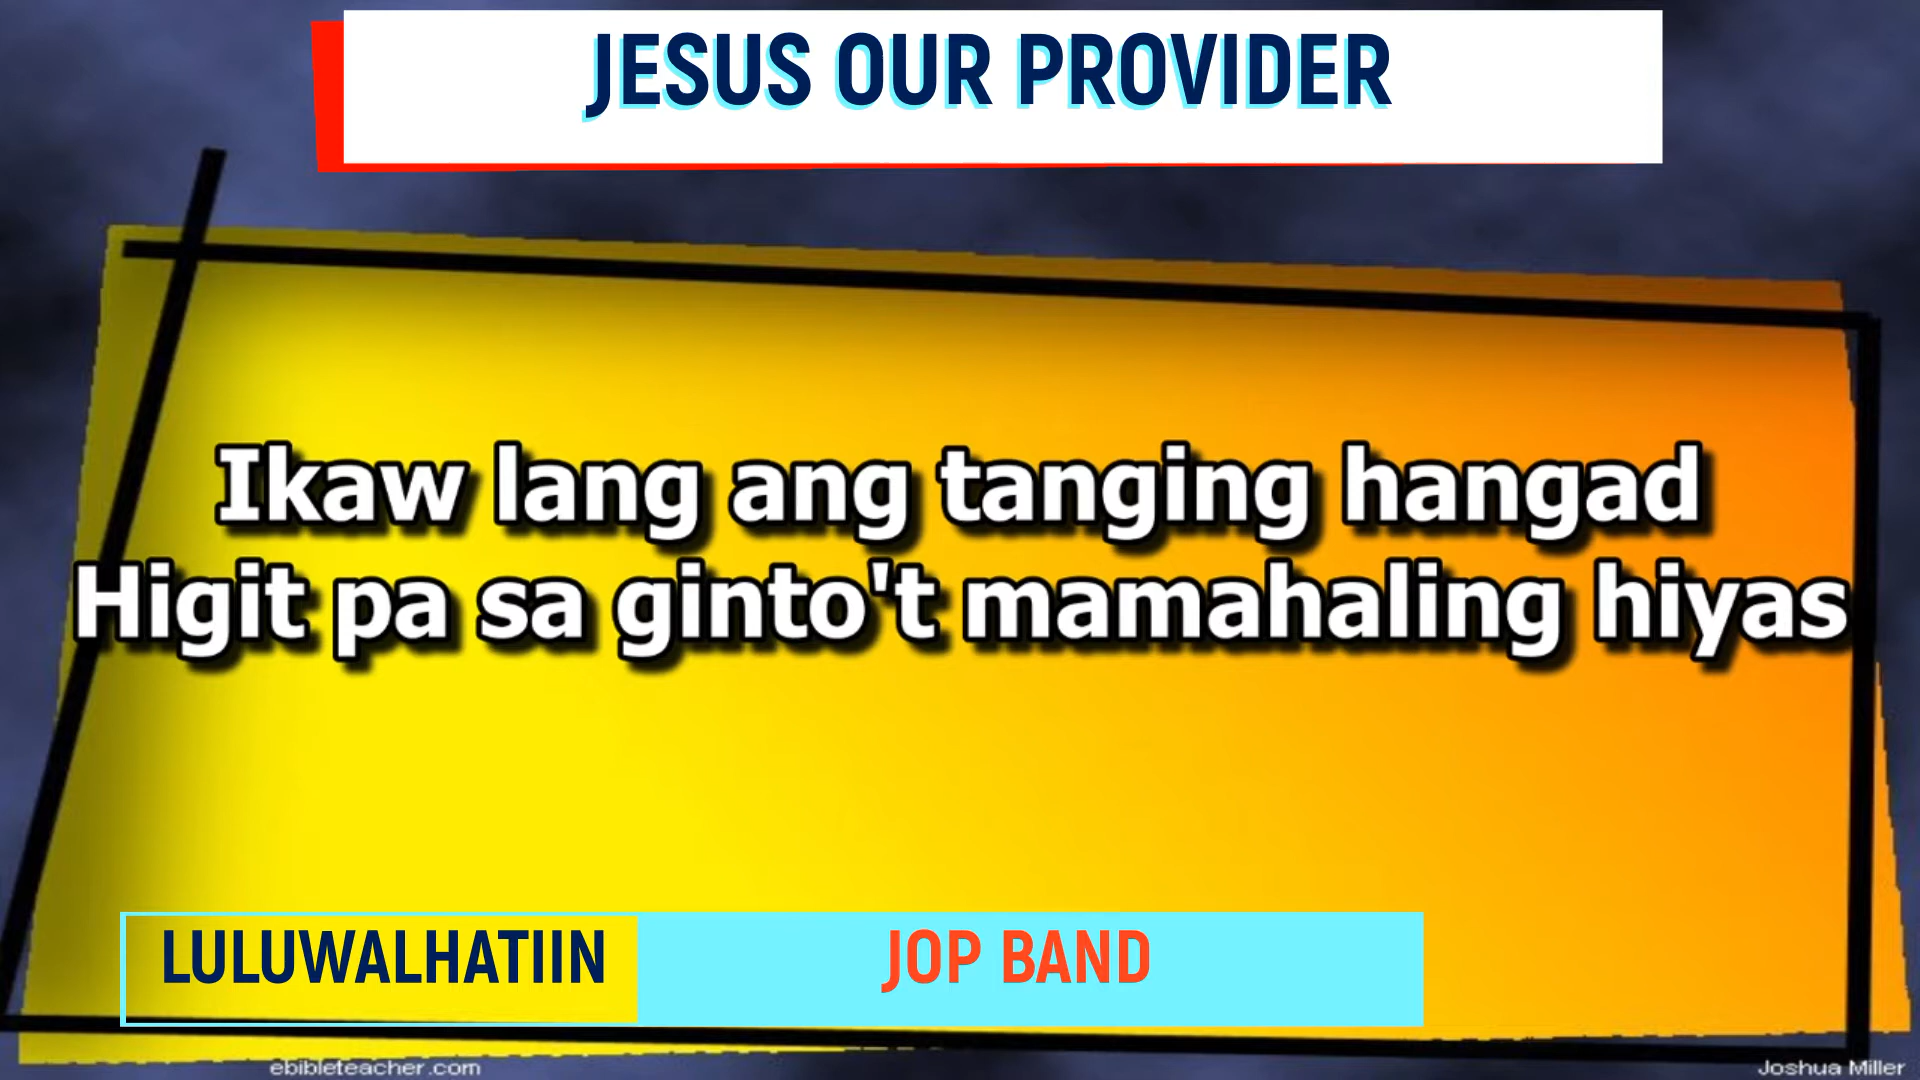 JESUS OUR PROVIDER
Ikaw lang ang tanging hangad
Higit pa sa ginto't mamahaling hiyas
LULUWALHATIIN
JOP BAND
ebibleteacher.com
Joshua Miller